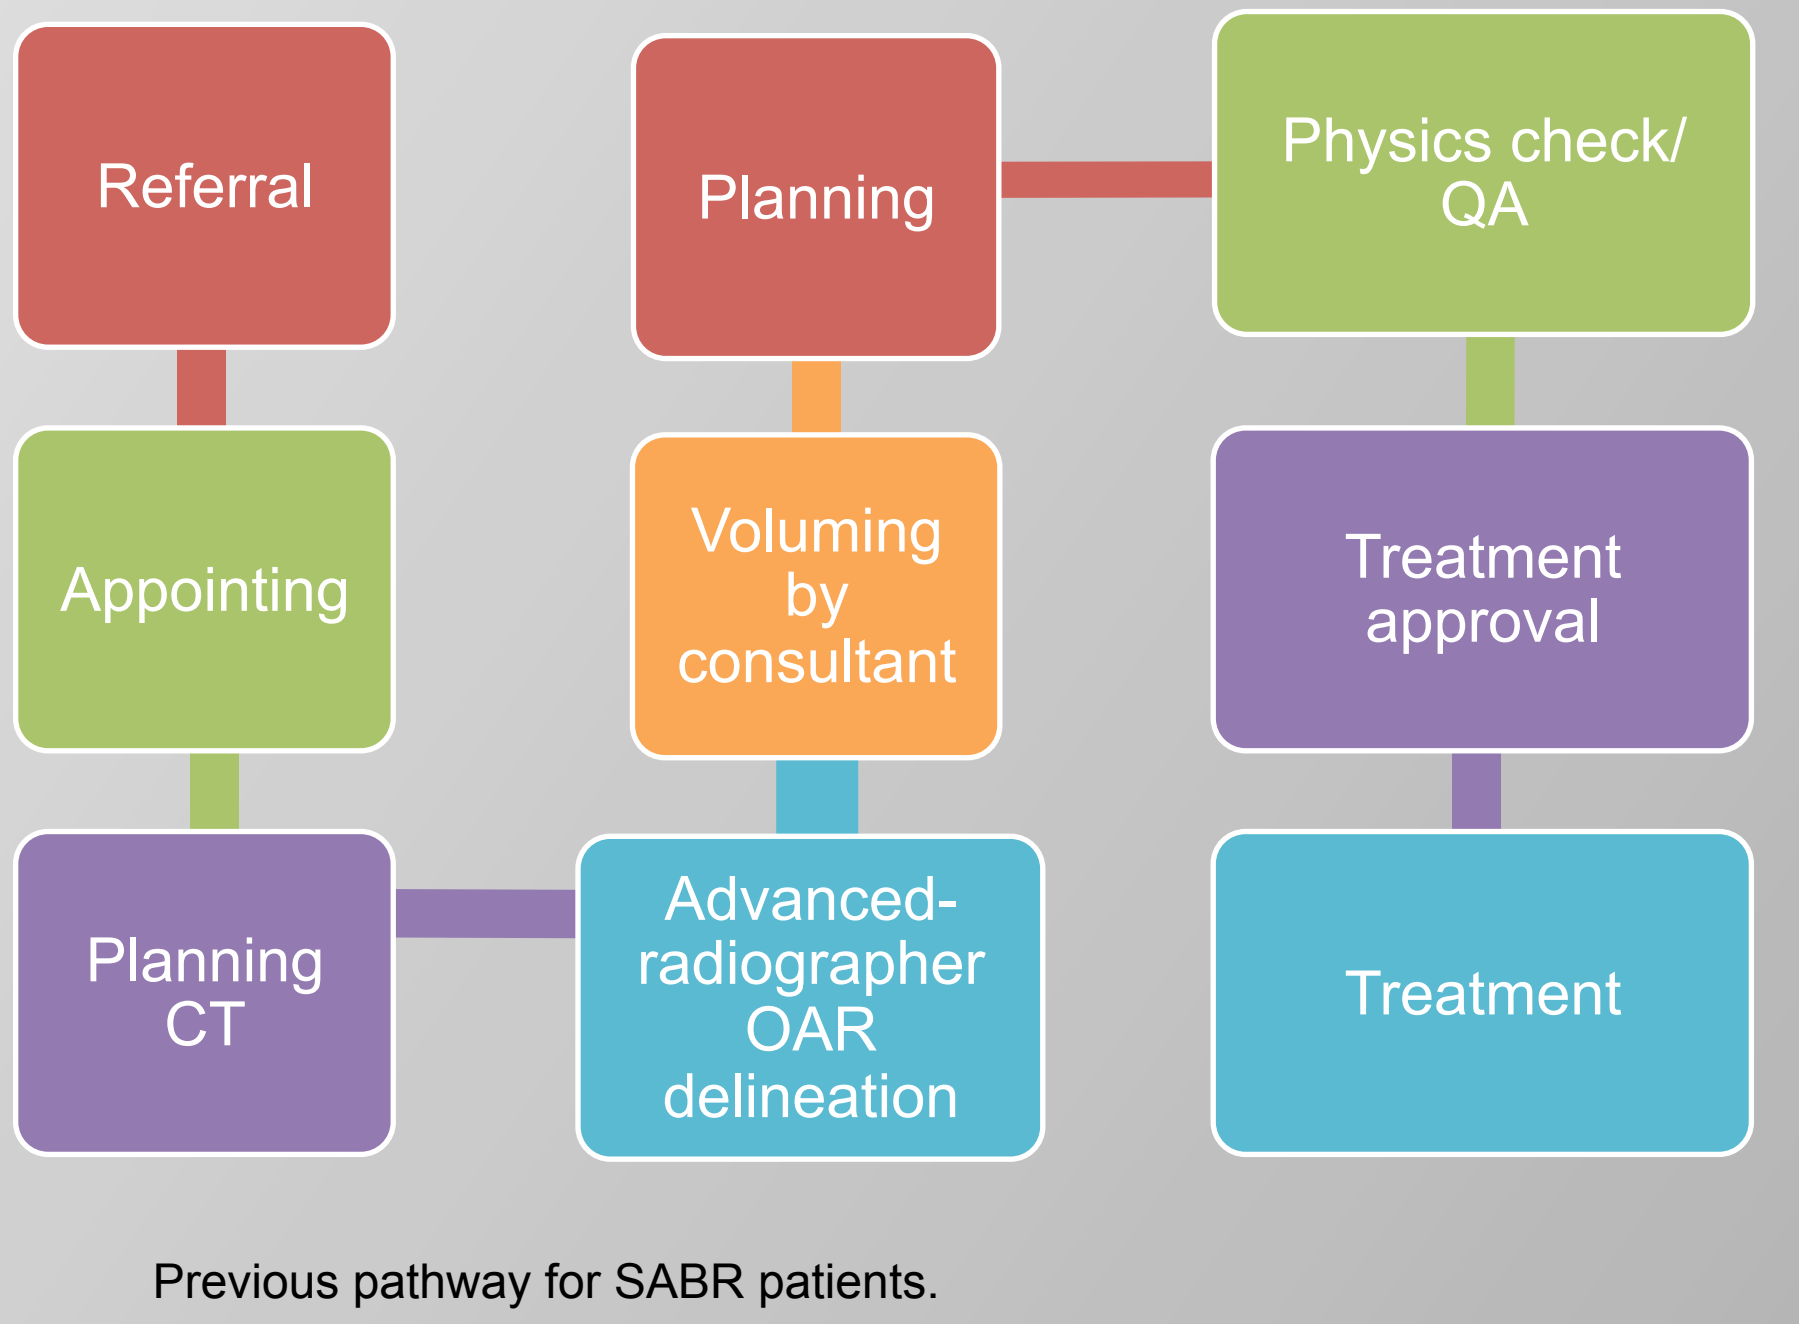 Referral
Appointing
Planning
CT
Advanced-
radiographer
OAR
delineation
Voluming
by
consultant
Planning
Physics check/
QA
Treatment
approval
Treatment
Previous pathway for SABR patients.